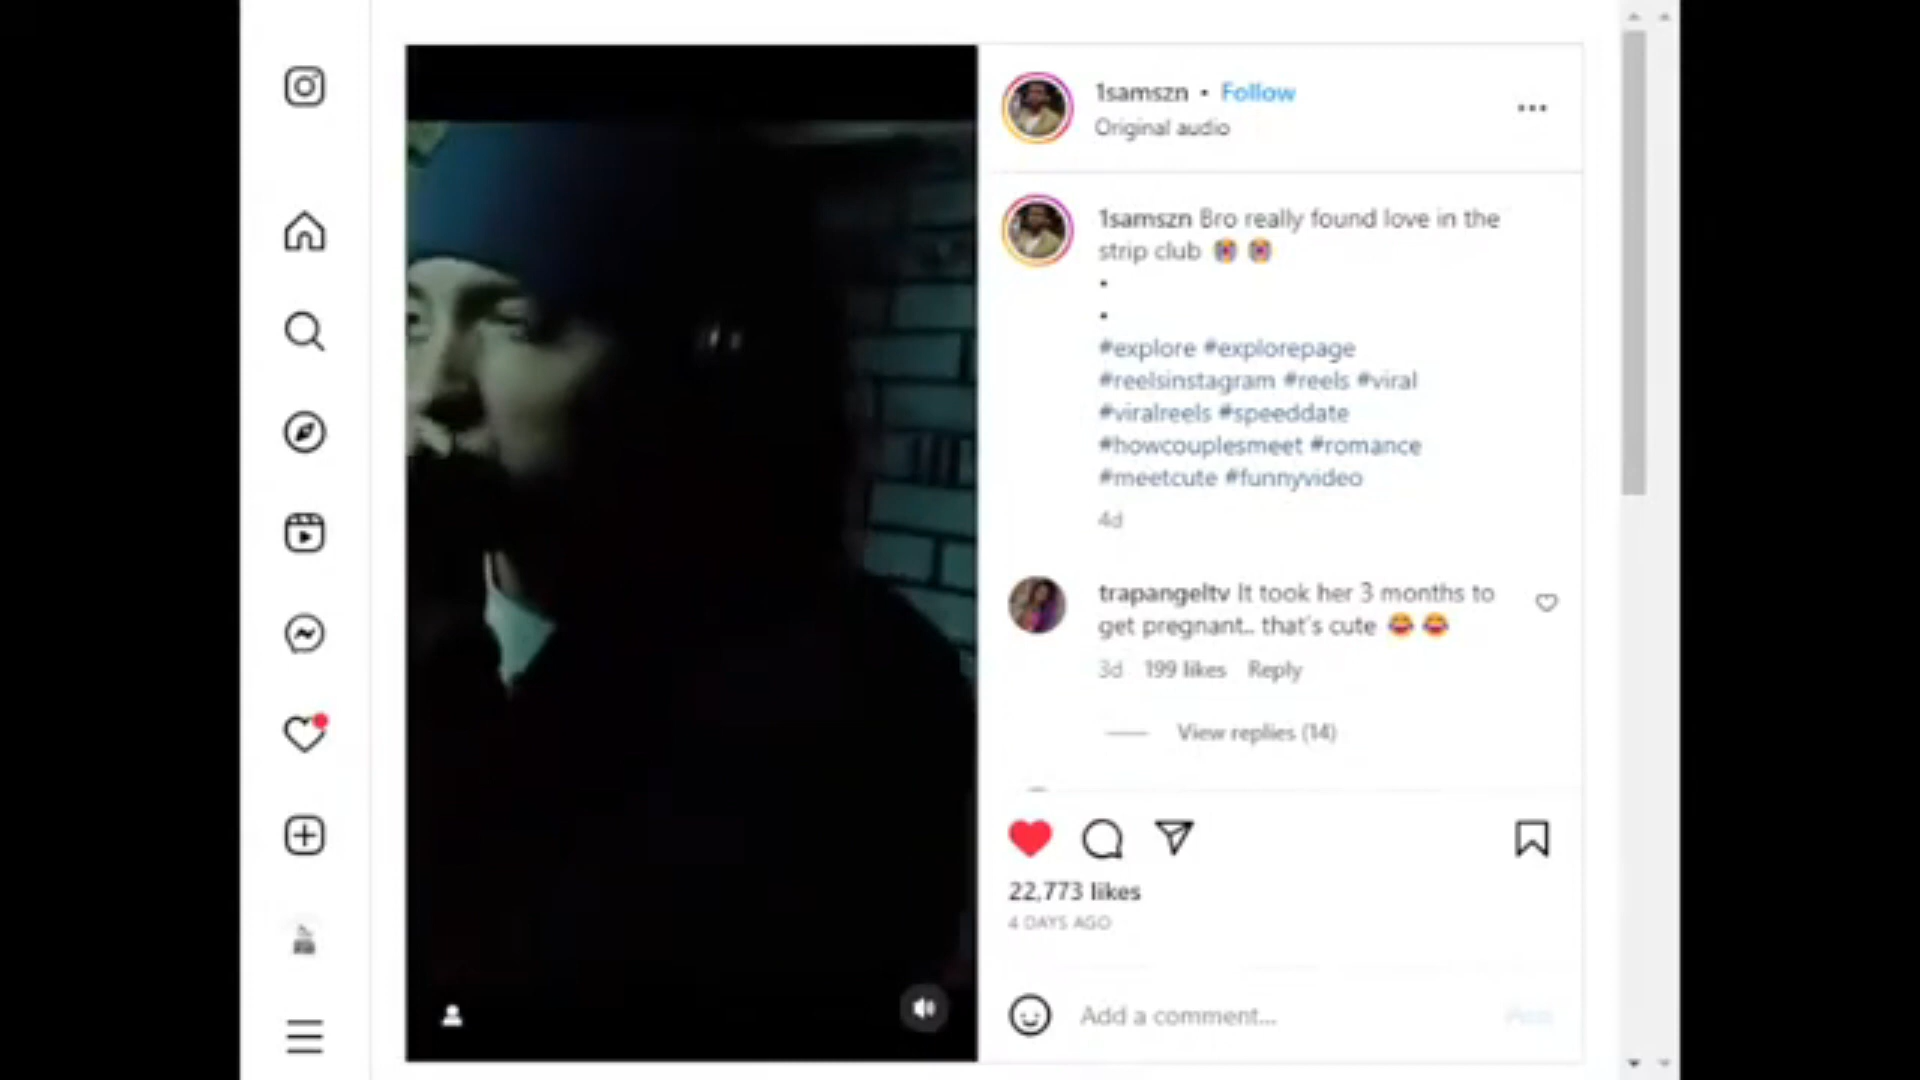 1samszn • Follow
Original audio
1samszn Bro really found love in the
strip club 😭 😭
•
•
#explore #explorepage
#reelsinstagram #reels #viral
#viralreels #speeddate
#howcouplesmeet #romance
#meetcute #funnyvideo
4d
trapangeltv It took her 3 months to
get pregnant.. that's cute 😂 😂
3d 199 likes Reply
View replies (14)
22,773 likes
4 DAYS AGO
Add a comment...
Post